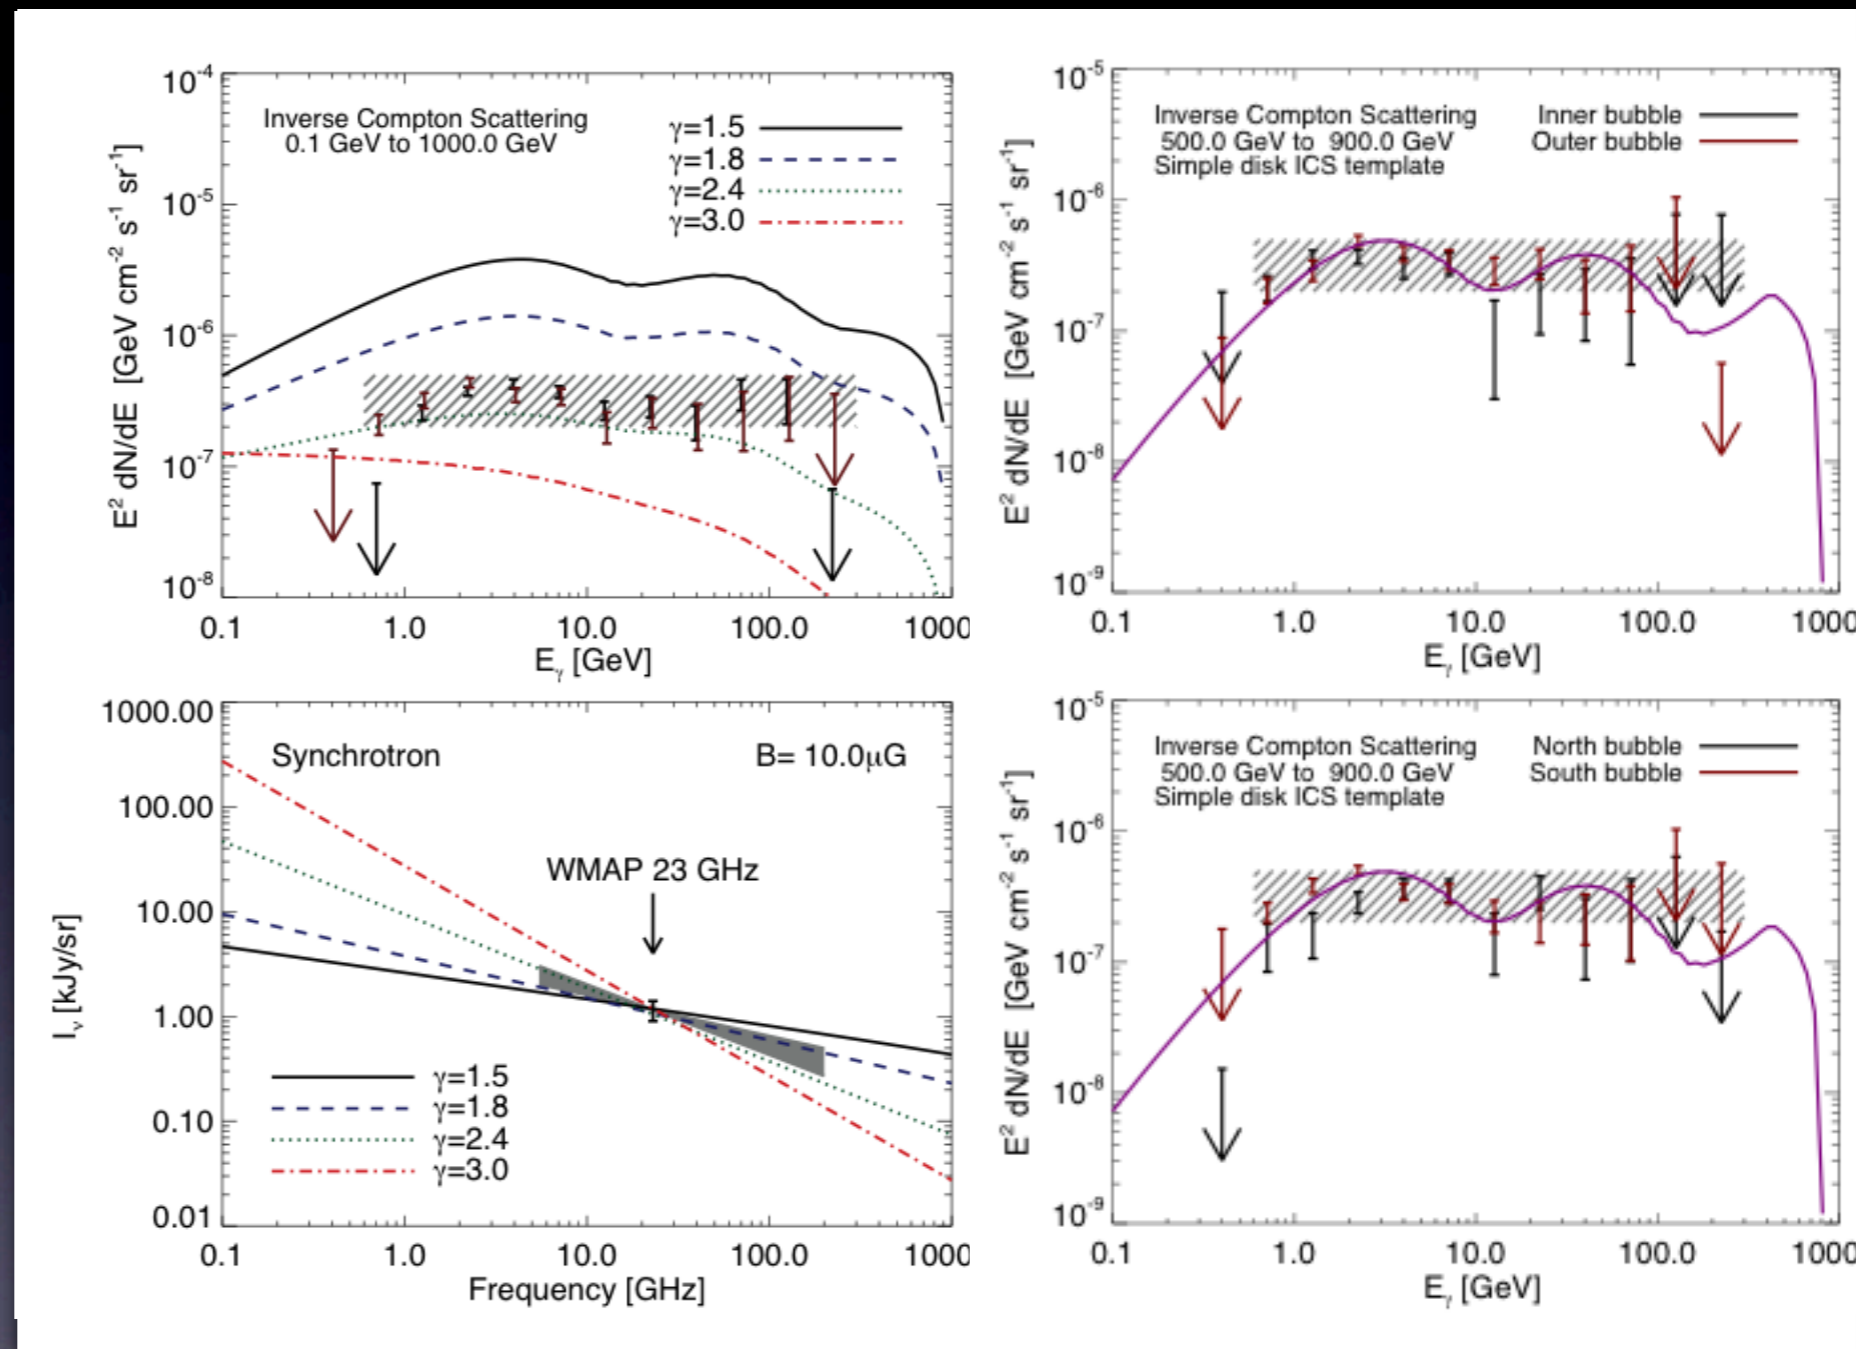 10⁻⁴
10⁻⁵
10⁻⁶
10⁻⁷
10⁻⁸
E² dN/dE [GeV cm⁻² s⁻¹ sr⁻¹]
Inverse Compton Scattering
0.1 GeV to 1000.0 GeV
γ=1.5
γ=1.8
γ=2.4
γ=3.0
0.1 1.0 10.0 100.0 1000
Eγ [GeV]
10⁻⁵
10⁻⁶
10⁻⁷
10⁻⁸
10⁻⁹
E² dN/dE [GeV cm⁻² s⁻¹ sr⁻¹]
Inverse Compton Scattering
500.0 GeV to 900.0 GeV
Simple disk ICS template
Inner bubble
Outer bubble
0.1 1.0 10.0 100.0 1000
Eγ [GeV]
1000.00
100.00
10.00
1.00
0.10
0.01
Iν [kJy/sr]
Synchrotron
B= 10.0μG
WMAP 23 GHz
γ=1.5
γ=1.8
γ=2.4
γ=3.0
0.1 1.0 10.0 100.0 1000
Frequency [GHz]
10⁻⁵
10⁻⁶
10⁻⁷
10⁻⁸
10⁻⁹
E² dN/dE [GeV cm⁻² s⁻¹ sr⁻¹]
Inverse Compton Scattering
500.0 GeV to 900.0 GeV
Simple disk ICS template
North bubble
South bubble
0.1 1.0 10.0 100.0 1000
Eγ [GeV]